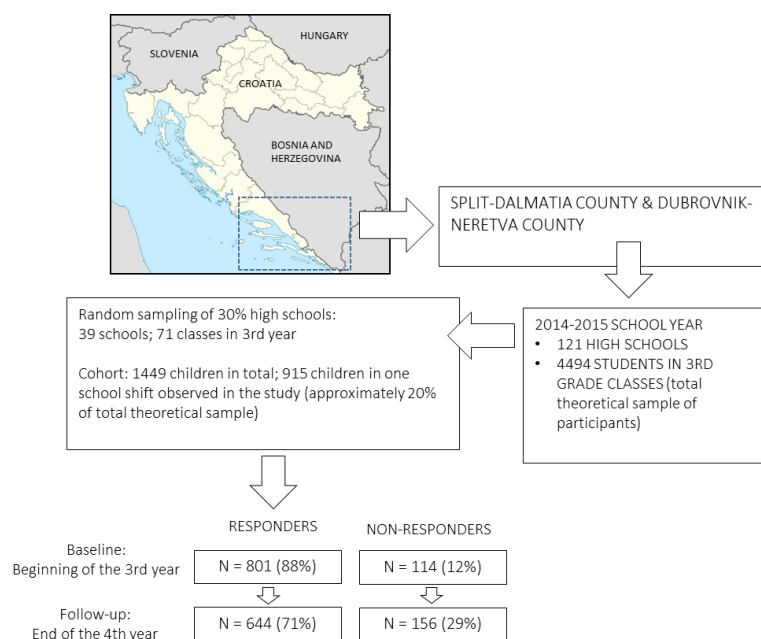 HUNGARY
SLOVENIA
CROATIA
BOSNIA AND
HERZEGOVINA
SPLIT-DALMATIA COUNTY & DUBROVNIK-
NERETVA COUNTY
Random sampling of 30% high schools:
39 schools; 71 classes in 3rd year
Cohort: 1449 children in total; 915 children in one
school shift observed in the study (approximately 20%
of total theoretical sample)
2014-2015 SCHOOL YEAR
• 121 HIGH SCHOOLS
• 4494 STUDENTS IN 3RD
GRADE CLASSES (total
theoretical sample of
participants)
RESPONDERS
NON-RESPONDERS
Baseline:
Beginning of the 3rd year
N = 801 (88%)
N = 114 (12%)
Follow-up:
End of the 4th year
N = 644 (71%)
N = 156 (29%)